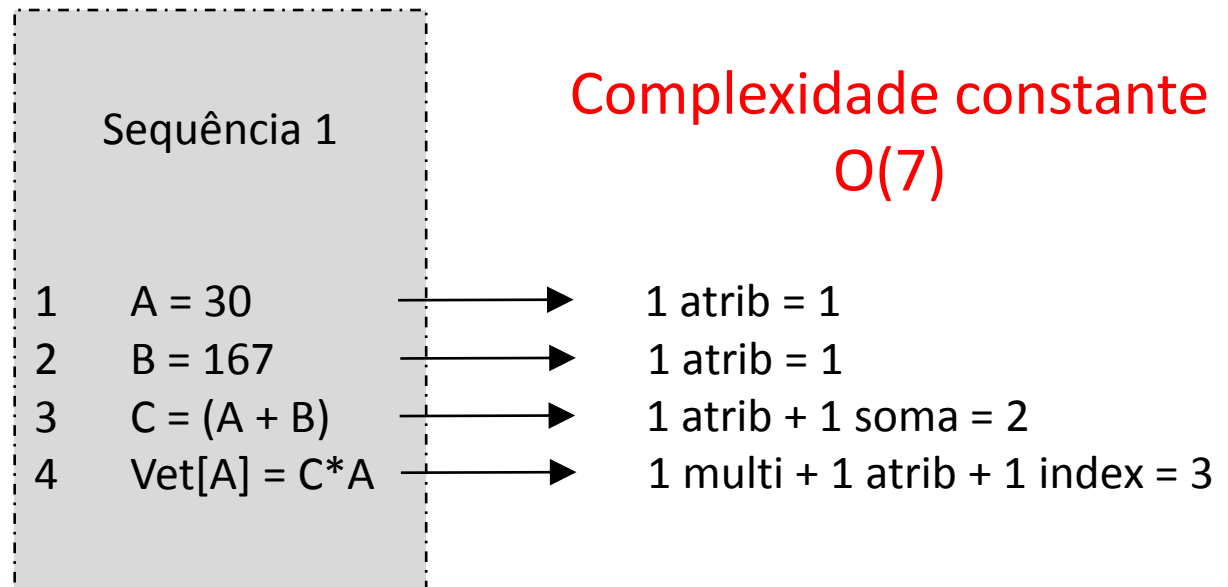 Sequência 1
Complexidade constante
O(7)
1 A = 30 1 atrib = 1
2 B = 167 1 atrib = 1
3 C = (A + B) 1 atrib + 1 soma = 2
4 Vet[A] = C*A 1 multi + 1 atrib + 1 index = 3